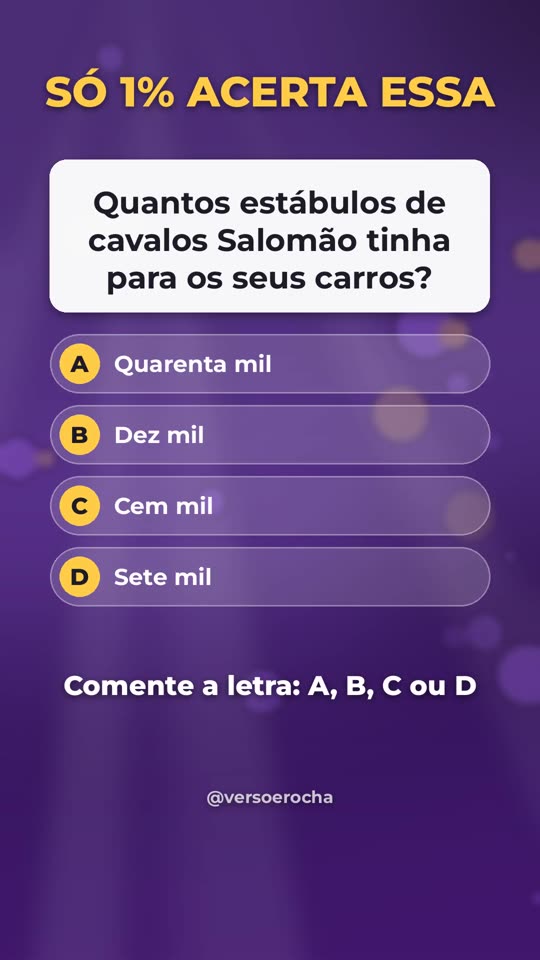 SÓ 1% ACERTA ESSA
Quantos estábulos de
cavalos Salomão tinha
para os seus carros?
A Quarenta mil
B Dez mil
C Cem mil
D Sete mil
Comente a letra: A, B, C ou D
@versoerocha